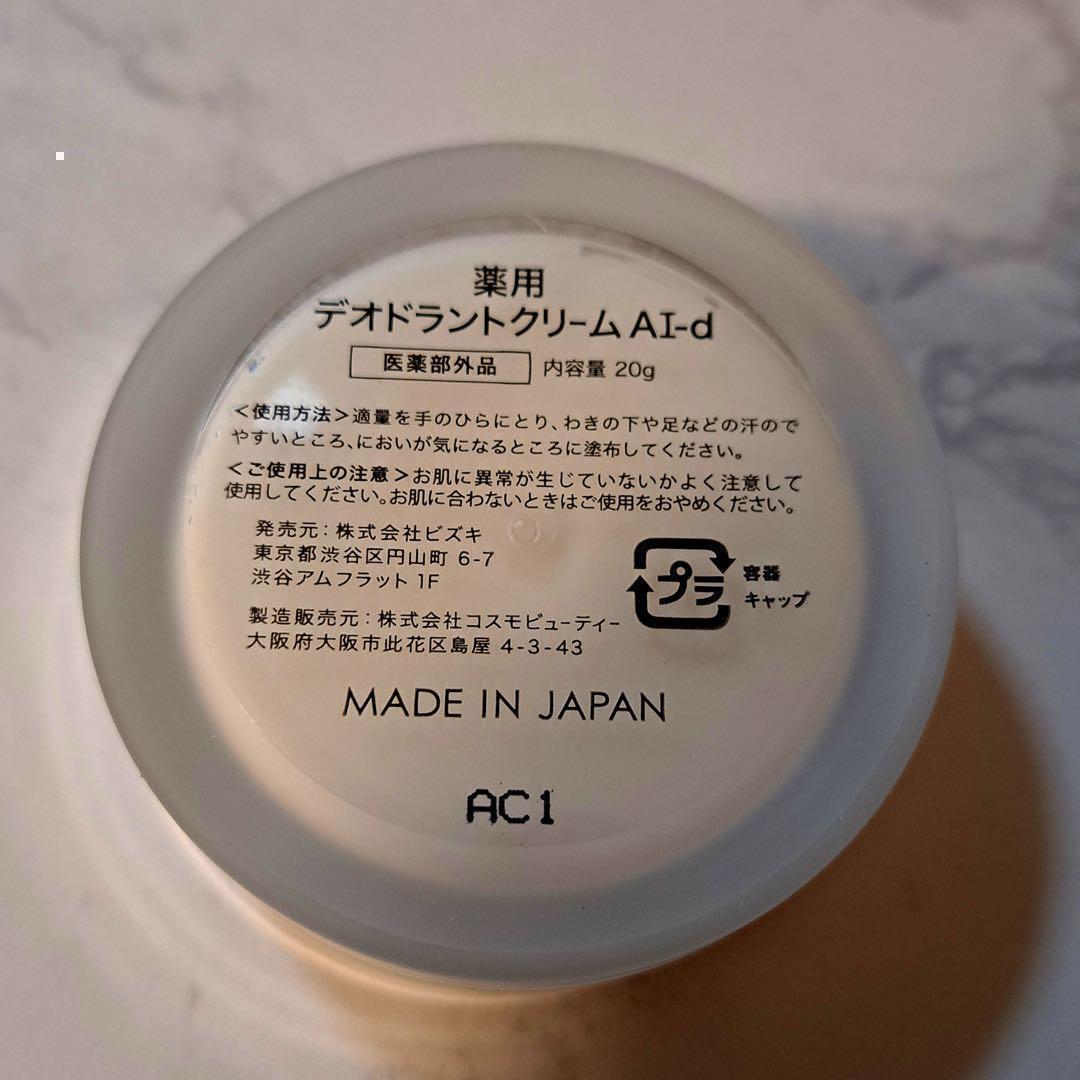 薬用
デオドラントクリーム AI-d
医薬部外品 内容量 20g
＜使用方法＞適量を手のひらにとり、わきの下や足などの汗ので
やすいところ、においが気になるところに塗布してください。
＜ご使用上の注意＞お肌に異常が生じていないかよく注意して
使用してください。お肌に合わないときはご使用をおやめください。
発売元：株式会社ビズキ
東京都渋谷区円山町 6-7
渋谷アムフラット 1F
プラ 容器
キャップ
製造販売元：株式会社コスモビューティー
大阪府大阪市此花区島屋 4-3-43
MADE IN JAPAN
AC1